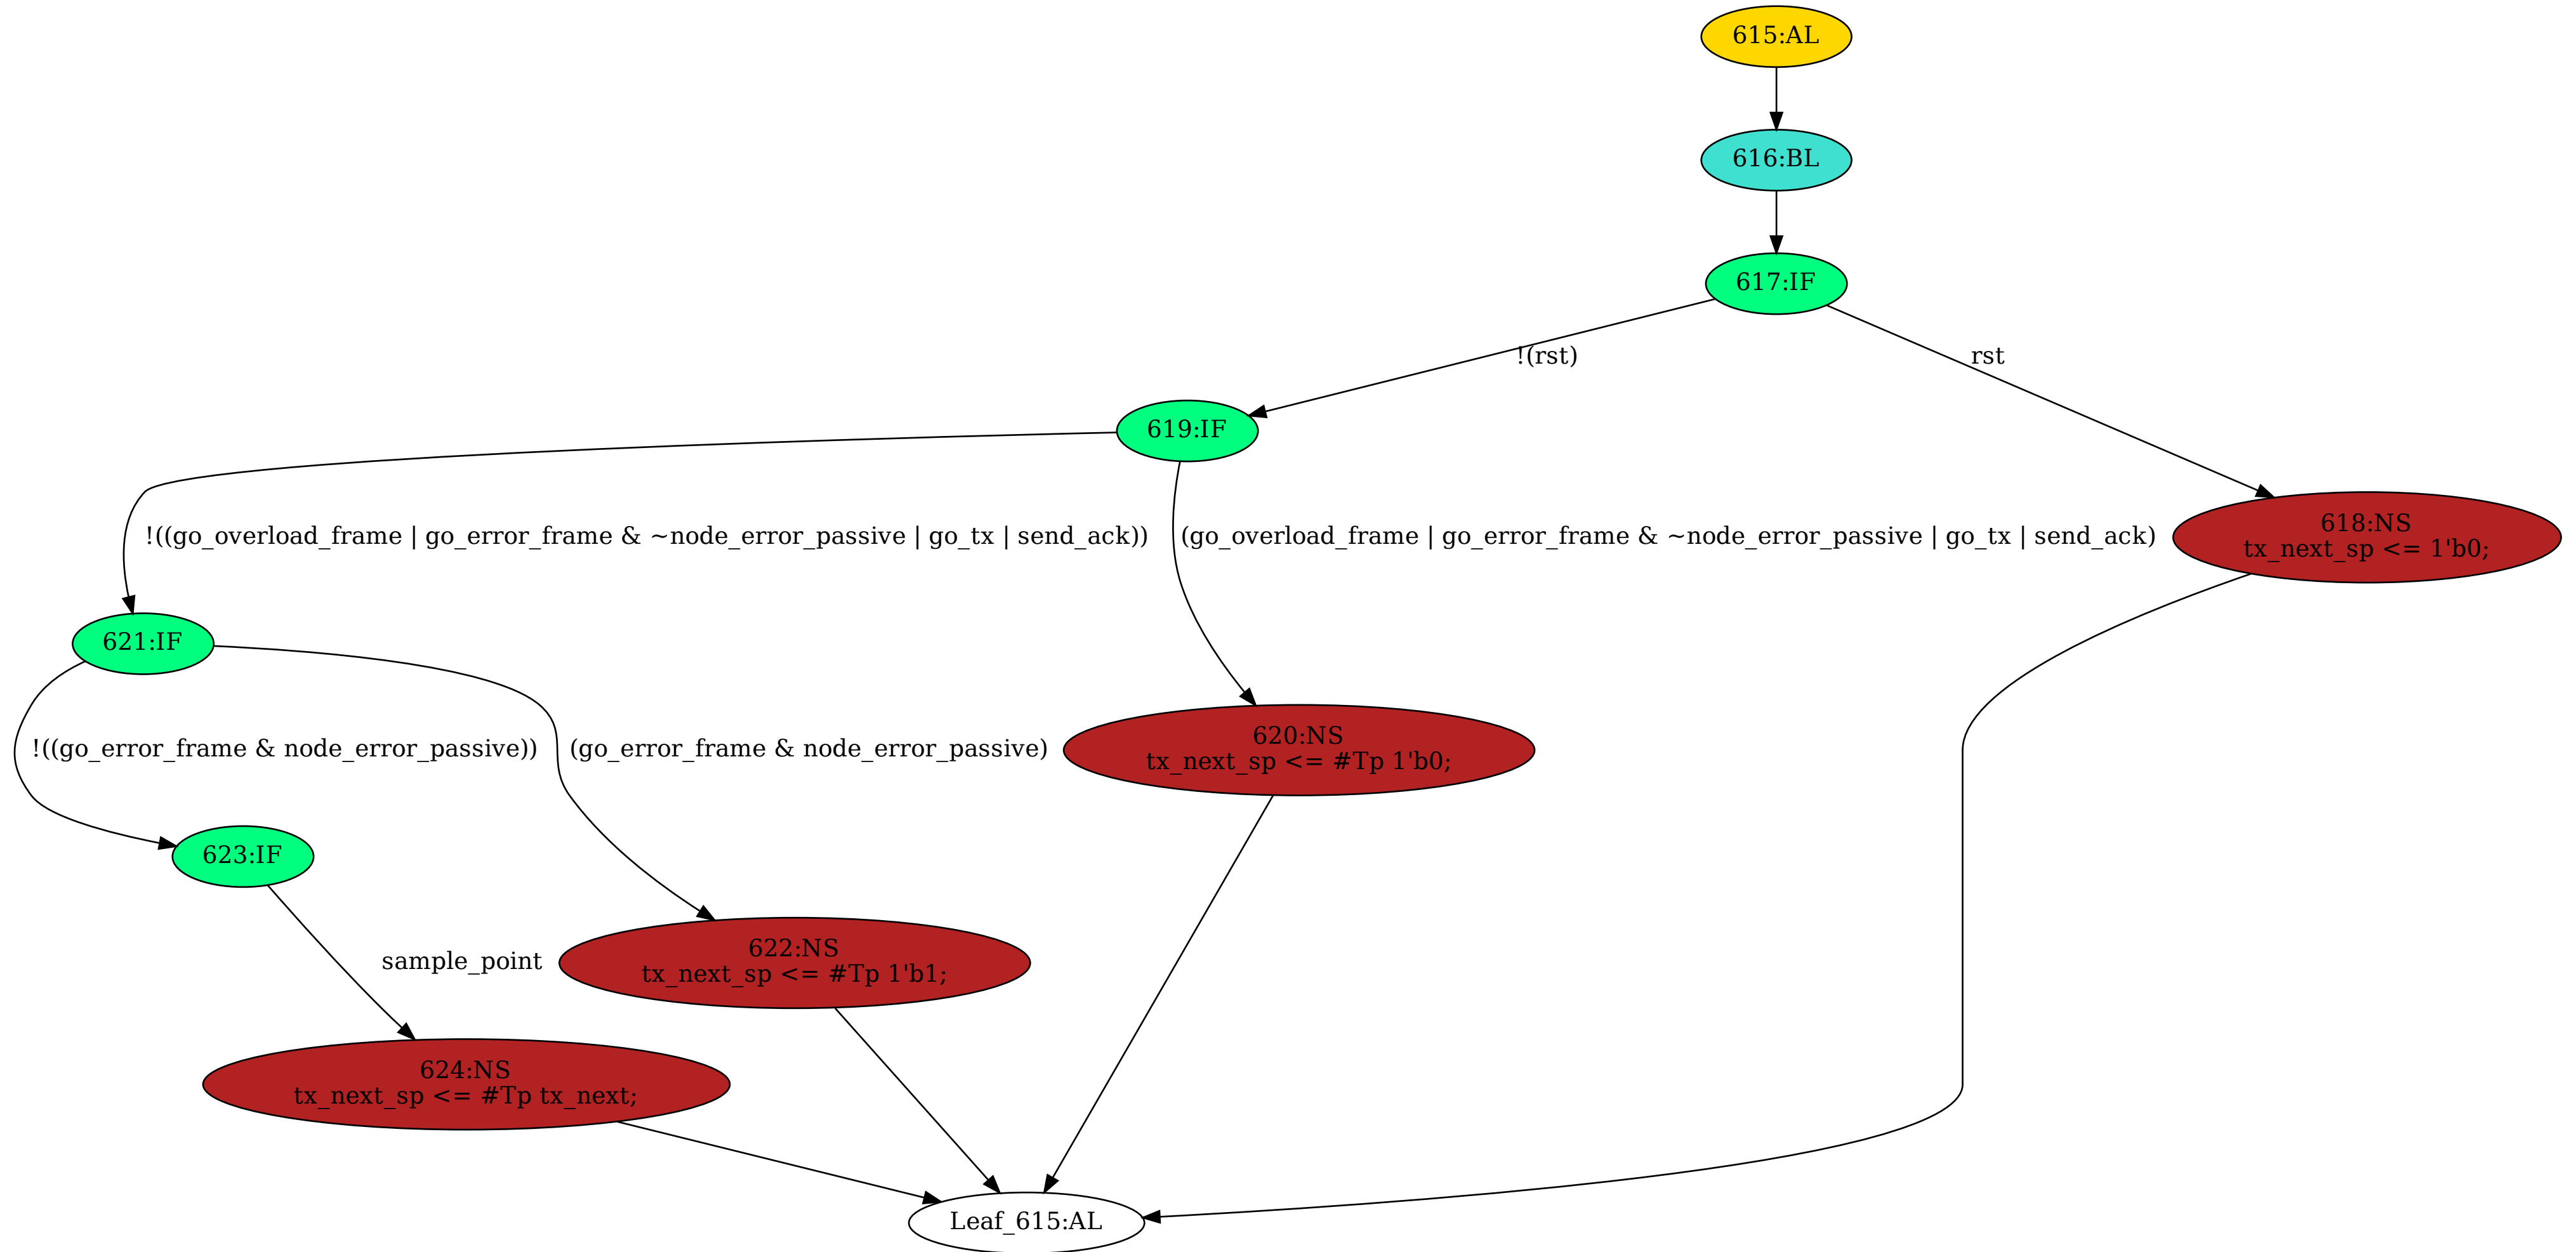 615:AL
616:BL
617:IF
!(rst)
rst
619:IF
618:NS
tx_next_sp <= 1'b0;
!((go_overload_frame | go_error_frame & ~node_error_passive | go_tx | send_ack))
(go_overload_frame | go_error_frame & ~node_error_passive | go_tx | send_ack)
621:IF
620:NS
tx_next_sp <= #Tp 1'b0;
!((go_error_frame & node_error_passive))
(go_error_frame & node_error_passive)
623:IF
622:NS
tx_next_sp <= #Tp 1'b1;
sample_point
624:NS
tx_next_sp <= #Tp tx_next;
Leaf_615:AL